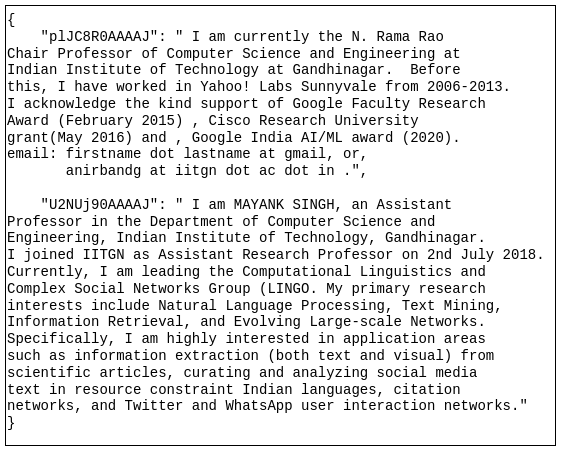 {
    "plJC8R0AAAAJ": " I am currently the N. Rama Rao
Chair Professor of Computer Science and Engineering at
Indian Institute of Technology at Gandhinagar.  Before
this, I have worked in Yahoo! Labs Sunnyvale from 2006-2013.
I acknowledge the kind support of Google Faculty Research
Award (February 2015) , Cisco Research University
grant(May 2016) and , Google India AI/ML award (2020).
email: firstname dot lastname at gmail, or,
       anirbandg at iitgn dot ac dot in .",

    "U2NUj90AAAAJ": " I am MAYANK SINGH, an Assistant
Professor in the Department of Computer Science and
Engineering, Indian Institute of Technology, Gandhinagar.
I joined IITGN as Assistant Research Professor on 2nd July 2018.
Currently, I am leading the Computational Linguistics and
Complex Social Networks Group (LINGO. My primary research
interests include Natural Language Processing, Text Mining,
Information Retrieval, and Evolving Large-scale Networks.
Specifically, I am highly interested in application areas
such as information extraction (both text and visual) from
scientific articles, curating and analyzing social media
text in resource constraint Indian languages, citation
networks, and Twitter and WhatsApp user interaction networks."
}